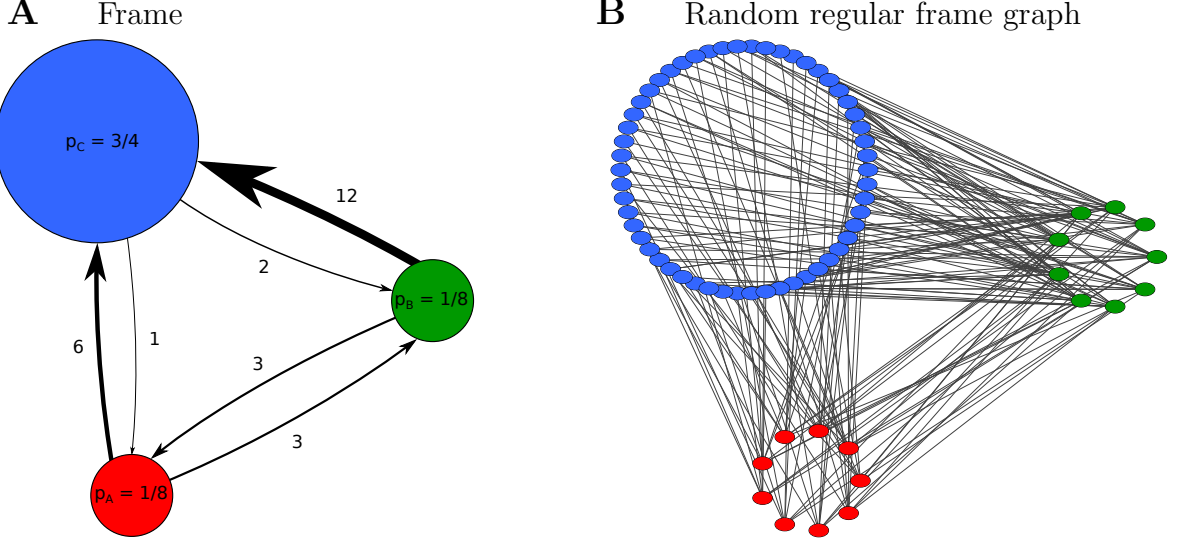 A Frame
B Random regular frame graph
p_C = 3/4
12
2
p_B = 1/8
6
1
3
3
p_A = 1/8